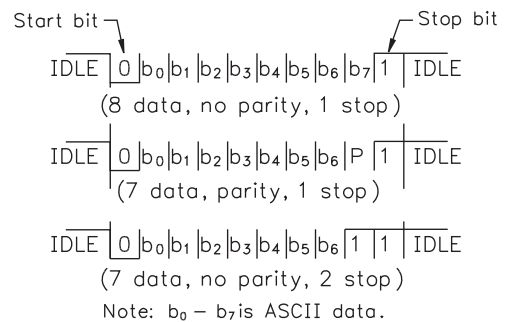 Start bit Stop bit
IDLE 0 b₀ b₁ b₂ b₃ b₄ b₅ b₆ b₇ 1 IDLE
(8 data, no parity, 1 stop)
IDLE 0 b₀ b₁ b₂ b₃ b₄ b₅ b₆ P 1 IDLE
(7 data, parity, 1 stop)
IDLE 0 b₀ b₁ b₂ b₃ b₄ b₅ b₆ 1 1 IDLE
(7 data, no parity, 2 stop)
Note: b₀ – b₇ is ASCII data.